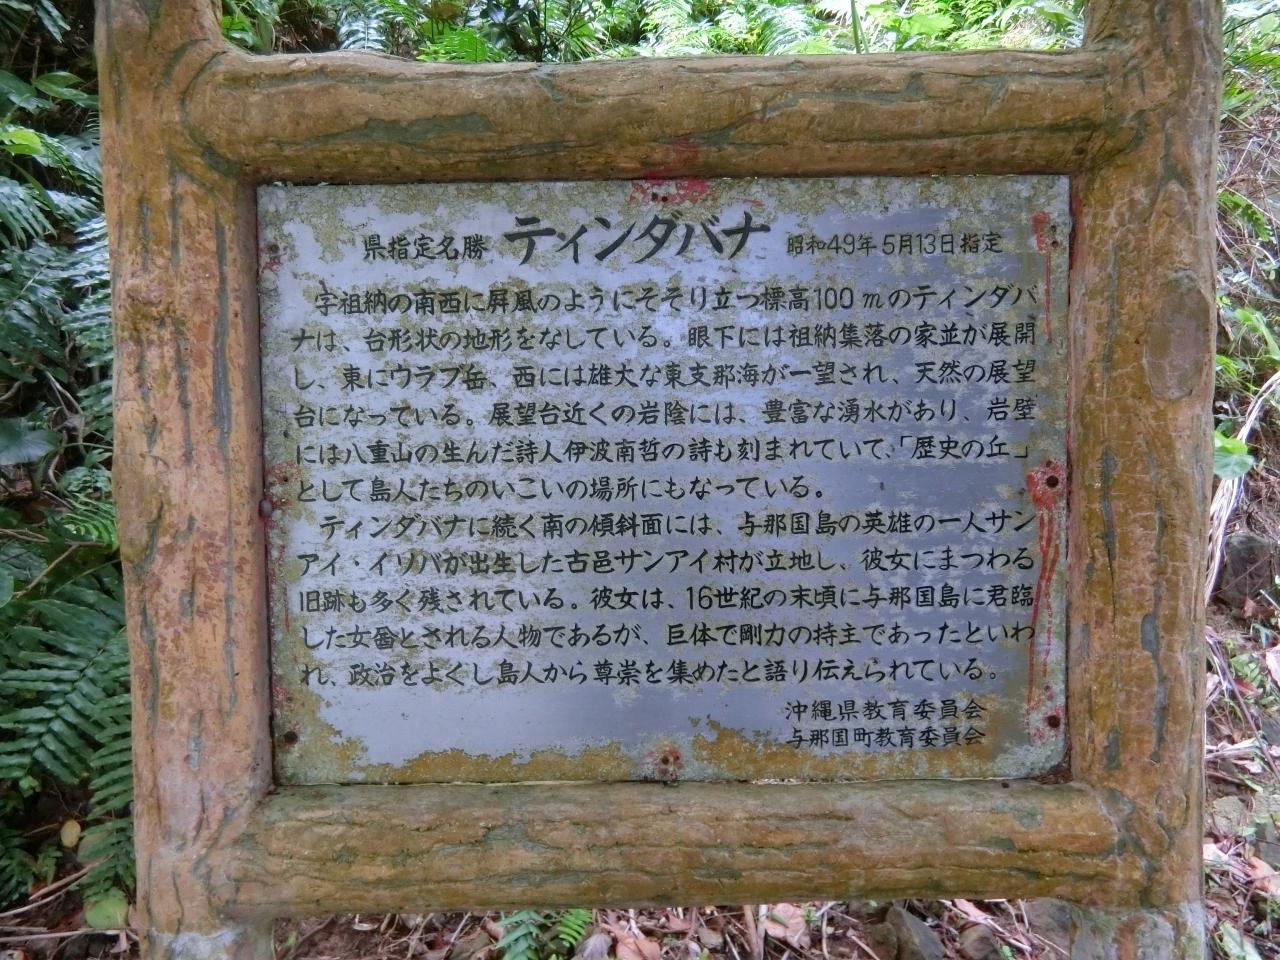 県指定名勝 ティンダバナ 昭和49年5月13日指定
字祖納の南西に屏風のようにそそり立つ標高100mのティンダバ
ナは、台形状の地形をなしている。眼下には祖納集落の家並が展開
し、東にウラブ岳、西には雄大な東支那海が一望され、天然の展望
台になっている。展望台近くの岩陰には、豊富な湧水があり、岩壁
には八重山の生んだ詩人伊波南哲の詩も刻まれていて、「歴史の丘」
として島人たちのいこいの場所にもなっている。
ティンダバナに続く南の傾斜面には、与那国島の英雄の一人サン
アイ・イソバが出生した古邑サンアイ村が立地し、彼女にまつわる
旧跡も多く残されている。彼女は、16世紀の末頃に与那国島に君臨
した女酋とされる人物であるが、巨体で剛力の持主であったといわ
れ、政治をよくし島人から尊崇を集めたと語り伝えられている。
沖縄県教育委員会
与那国町教育委員会